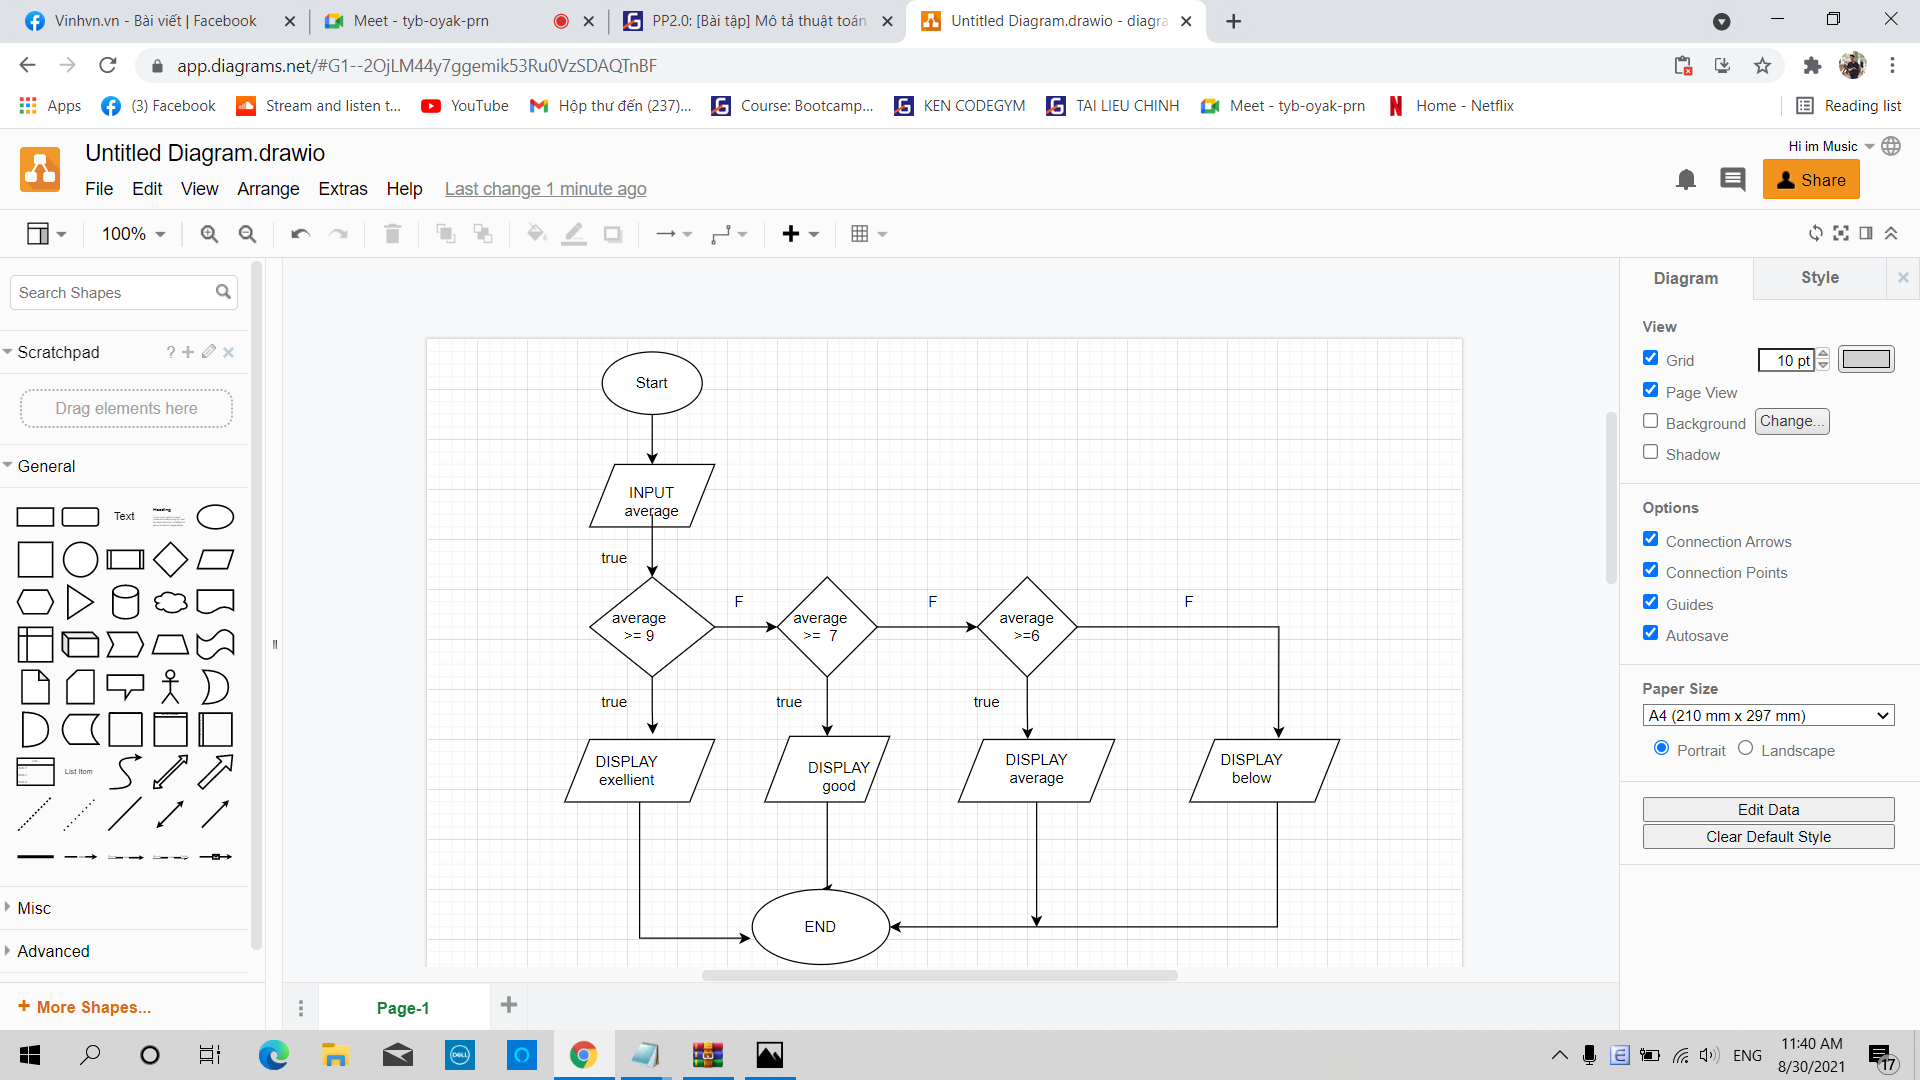 Vinhvn.vn - Bài viết | Facebook
Meet - tyb-oyak-prn
PP2.0: [Bài tập] Mô tả thuật toán
Untitled Diagram.drawio - diagra
app.diagrams.net/#G1--2OjLM44y7ggemik53Ru0VzSDAQTnBF
Apps
(3) Facebook
Stream and listen t...
YouTube
Hộp thư đến (237)...
Course: Bootcamp...
KEN CODEGYM
TAI LIEU CHINH
Meet - tyb-oyak-prn
Home - Netflix
Reading list
Untitled Diagram.drawio
Hi im Music
File
Edit
View
Arrange
Extras
Help
Last change 1 minute ago
Share
100%
Search Shapes
Scratchpad
?
Drag elements here
General
Text
Heading
List Item
Misc
Advanced
+ More Shapes...
Start
INPUT
average
true
average
>= 9
F
average
>= 7
F
average
>=6
F
true
true
true
DISPLAY
exellient
DISPLAY
good
DISPLAY
average
DISPLAY
below
END
Page-1
Diagram
Style
View
Grid
10 pt
Page View
Background
Change...
Shadow
Options
Connection Arrows
Connection Points
Guides
Autosave
Paper Size
A4 (210 mm x 297 mm)
Portrait
Landscape
Edit Data
Clear Default Style
DELL
ENG
11:40 AM
8/30/2021
17